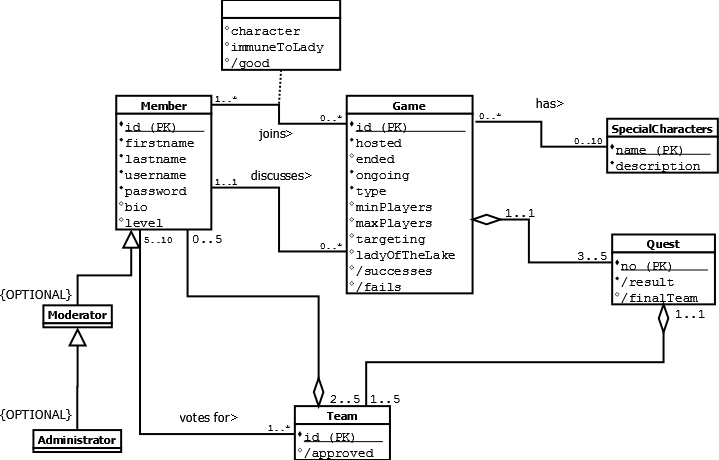 character
immuneToLady
/good
Member
id (PK)
firstname
lastname
username
password
bio
level
1..*
joins>
0..*
1..1
discusses>
0..*
Game
id (PK)
hosted
ended
ongoing
type
minPlayers
maxPlayers
targeting
ladyOfTheLake
/successes
/fails
0..*
has>
0..10
SpecialCharacters
name (PK)
description
1..1
3..5
Quest
no (PK)
/result
/finalTeam
1..1
5..10
0..5
{OPTIONAL}
Moderator
{OPTIONAL}
Administrator
votes for>
1..*
2..5
1..5
Team
id (PK)
/approved